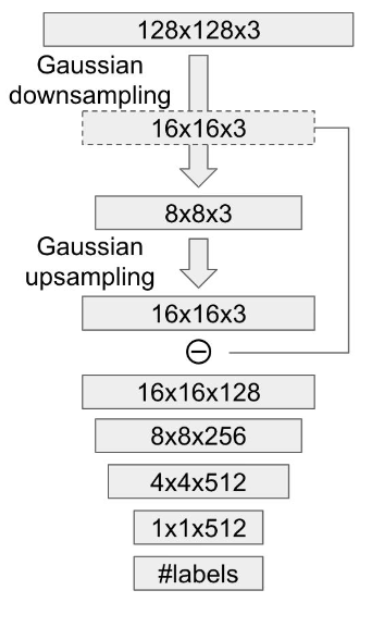 128x128x3
Gaussian
downsampling
16x16x3
8x8x3
Gaussian
upsampling
16x16x3
16x16x128
8x8x256
4x4x512
1x1x512
#labels